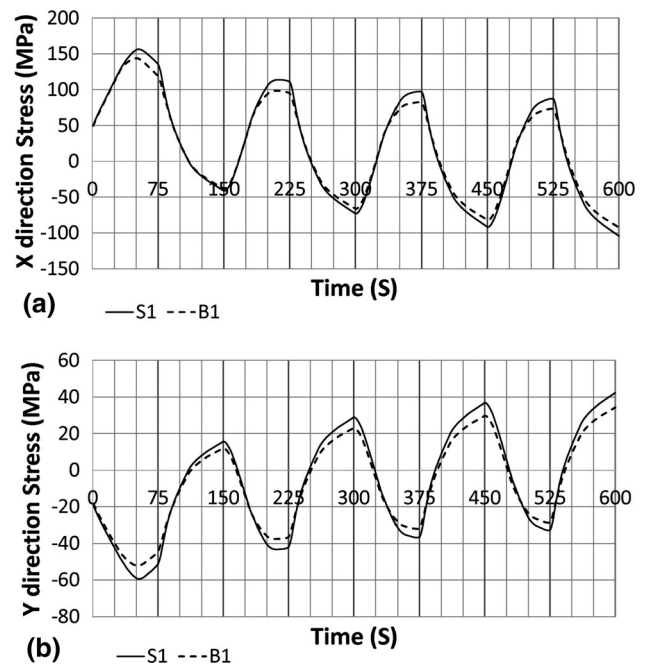 X direction Stress (MPa)
200
150
100
50
0
-50
-100
-150
0 75 150 225 300 375 450 525 600
Time (S)
(a)
S1 B1
Y direction Stress (MPa)
60
40
20
0
-20
-40
-60
-80
0 75 150 225 300 375 450 525 600
Time (S)
(b)
S1 B1